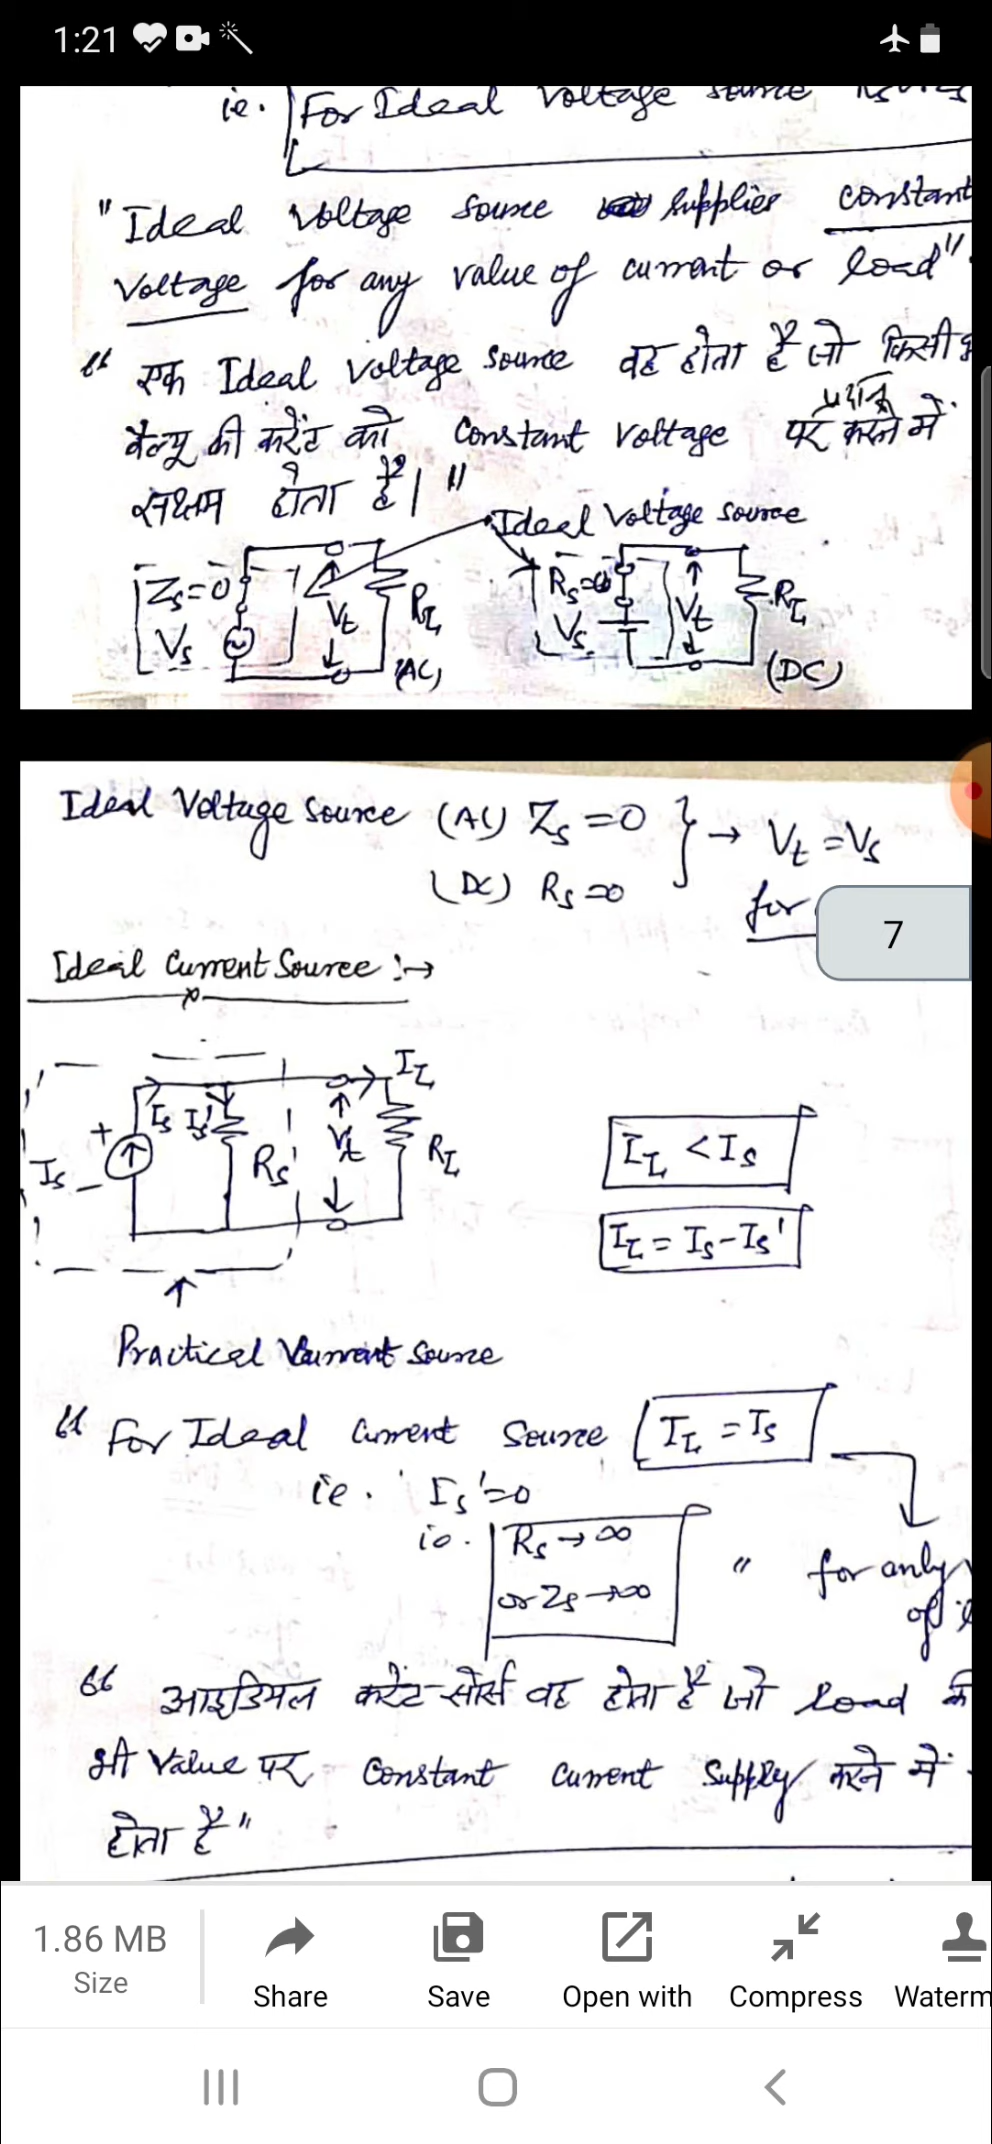 1:21
ie. For Ideal Voltage source
"Ideal Voltage source supplies constant
Voltage for any value of current or load"
" एक Ideal Voltage source वह होता है जो किसी
प्रदान
वैल्यू की करेंट को Constant Voltage पर करने में
सक्षम होता है। "
Ideal Voltage source
Zs=0 Vs Vt RL (AC)
Rs=0 Vs Vt RL (DC)
Ideal Voltage Source (AC) Zs = 0 } → Vt = Vs
(DC) Rs = 0 for
7
Ideal Current Source :→
IL
Is Is' Vt
Is + - Rs' RL
IL < Is
IL = Is - Is'
Practical Current Source
" For Ideal Current Source IL = Is
ie. Is' = 0
ie. Rs → ∞
or Zs → ∞
" for only
of
" आइडियल करेंट सोर्स वह होता है जो load
भी Value पर Constant Current Supply करने में
होता है "
1.86 MB
Size
Share
Save
Open with
Compress
Waterm